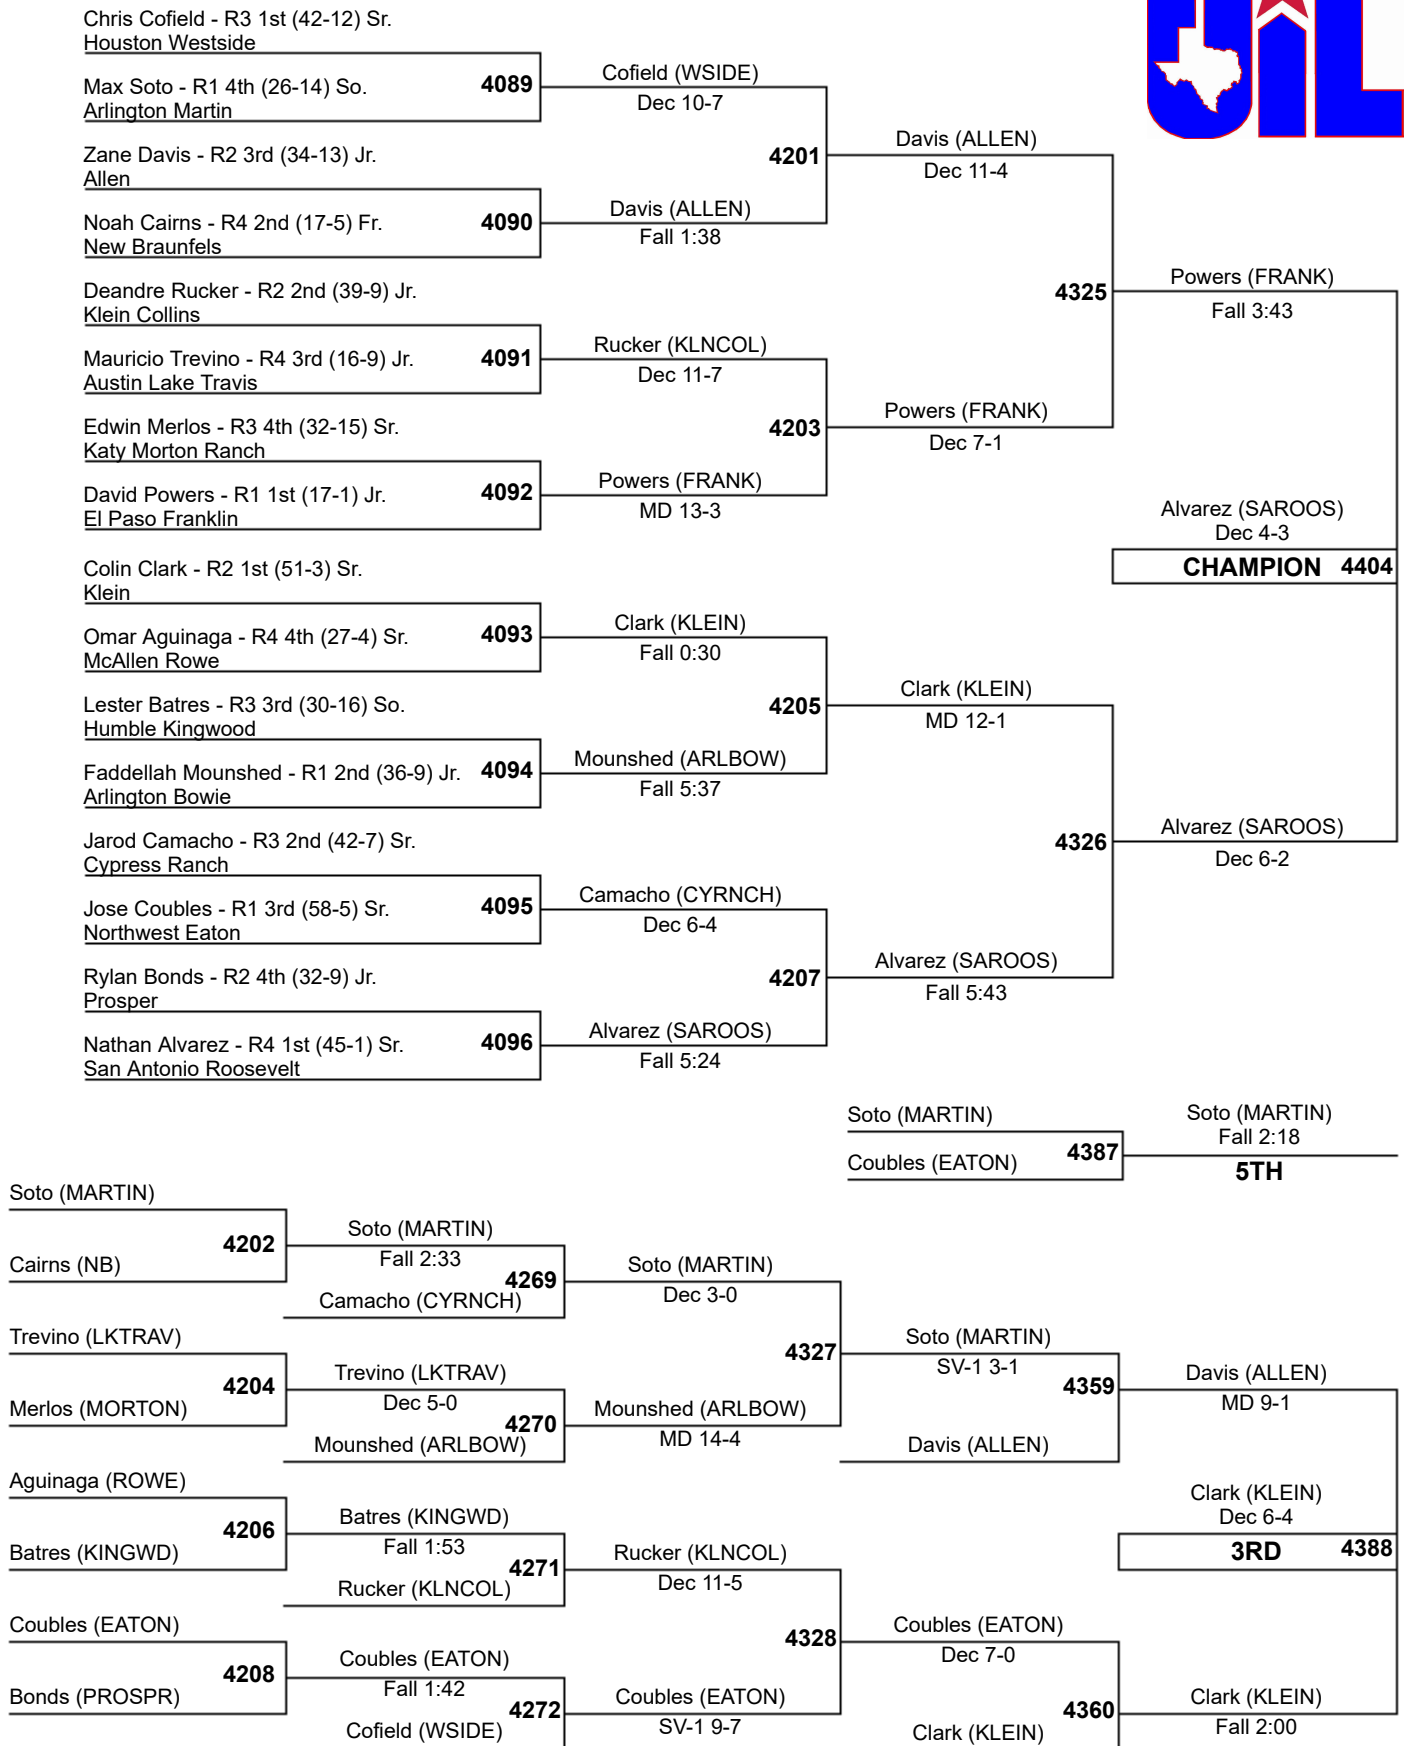 UIL
Chris Cofield - R3 1st (42-12) Sr.
Houston Westside
4089
Max Soto - R1 4th (26-14) So.
Arlington Martin
Cofield (WSIDE)
Dec 10-7
Zane Davis - R2 3rd (34-13) Jr.
Allen
4090
Noah Cairns - R4 2nd (17-5) Fr.
New Braunfels
Davis (ALLEN)
Fall 1:38
4201
Davis (ALLEN)
Dec 11-4
Deandre Rucker - R2 2nd (39-9) Jr.
Klein Collins
4091
Mauricio Trevino - R4 3rd (16-9) Jr.
Austin Lake Travis
Rucker (KLNCOL)
Dec 11-7
Edwin Merlos - R3 4th (32-15) Sr.
Katy Morton Ranch
4092
David Powers - R1 1st (17-1) Jr.
El Paso Franklin
Powers (FRANK)
MD 13-3
4203
Powers (FRANK)
Dec 7-1
4325
Powers (FRANK)
Fall 3:43
Colin Clark - R2 1st (51-3) Sr.
Klein
4093
Omar Aguinaga - R4 4th (27-4) Sr.
McAllen Rowe
Clark (KLEIN)
Fall 0:30
Lester Batres - R3 3rd (30-16) So.
Humble Kingwood
4094
Faddellah Mounshed - R1 2nd (36-9) Jr.
Arlington Bowie
Mounshed (ARLBOW)
Fall 5:37
4205
Clark (KLEIN)
MD 12-1
Jarod Camacho - R3 2nd (42-7) Sr.
Cypress Ranch
4095
Jose Coubles - R1 3rd (58-5) Sr.
Northwest Eaton
Camacho (CYRNCH)
Dec 6-4
Rylan Bonds - R2 4th (32-9) Jr.
Prosper
4096
Nathan Alvarez - R4 1st (45-1) Sr.
San Antonio Roosevelt
Alvarez (SAROOS)
Fall 5:24
4207
Alvarez (SAROOS)
Fall 5:43
4326
Alvarez (SAROOS)
Dec 6-2
Alvarez (SAROOS)
Dec 4-3
CHAMPION 4404
Soto (MARTIN)
4387
Coubles (EATON)
Soto (MARTIN)
Fall 2:18
5TH
Soto (MARTIN)
4202
Cairns (NB)
Soto (MARTIN)
Fall 2:33
4269
Camacho (CYRNCH)
Soto (MARTIN)
Dec 3-0
Trevino (LKTRAV)
4204
Merlos (MORTON)
Trevino (LKTRAV)
Dec 5-0
4270
Mounshed (ARLBOW)
Mounshed (ARLBOW)
MD 14-4
4327
Soto (MARTIN)
SV-1 3-1
4359
Davis (ALLEN)
Davis (ALLEN)
MD 9-1
Aguinaga (ROWE)
4206
Batres (KINGWD)
Batres (KINGWD)
Fall 1:53
4271
Rucker (KLNCOL)
Rucker (KLNCOL)
Dec 11-5
Coubles (EATON)
4208
Bonds (PROSPR)
Coubles (EATON)
Fall 1:42
4272
Cofield (WSIDE)
Coubles (EATON)
SV-1 9-7
4328
Coubles (EATON)
Dec 7-0
4360
Clark (KLEIN)
Clark (KLEIN)
Fall 2:00
Clark (KLEIN)
Dec 6-4
3RD 4388